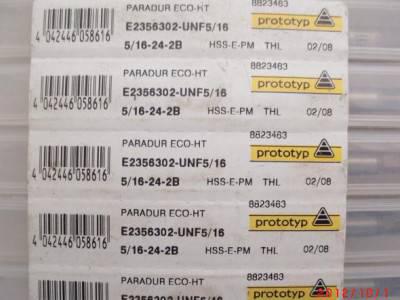 PARADUR ECO-HT 8823463
E2356302-UNF5/16
prototyp
4 042446 058616
5/16-24-2B HSS-E-PM THL 02/08
PARADUR ECO-HT 8823463
E2356302-UNF5/16
prototyp
4 042446 058616
5/16-24-2B HSS-E-PM THL 02/08
PARADUR ECO-HT 8823463
E2356302-UNF5/16
prototyp
4 042446 058616
5/16-24-2B HSS-E-PM THL 02/08
PARADUR ECO-HT 8823463
E2356302-UNF5/16
prototyp
4 042446 058616
5/16-24-2B HSS-E-PM THL 02/08
PARADUR ECO-HT 8823463
E2356302-UNF5/16